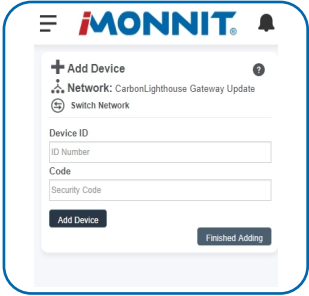 iMONNIT®
Add Device
Network: CarbonLighthouse Gateway Update
Switch Network
Device ID
ID Number
Code
Security Code
Add Device
Finished Adding